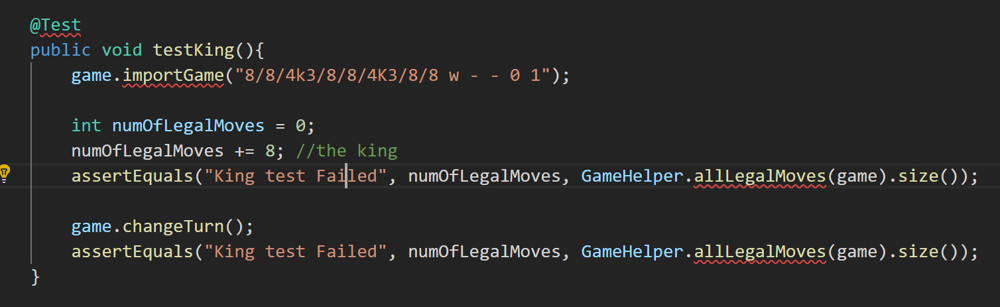 @Test
public void testKing(){
game.importGame("8/8/4k3/8/8/4K3/8/8 w - - 0 1");
int numOfLegalMoves = 0;
numOfLegalMoves += 8; //the king
assertEquals("King test Failed", numOfLegalMoves, GameHelper.allLegalMoves(game).size());
game.changeTurn();
assertEquals("King test Failed", numOfLegalMoves, GameHelper.allLegalMoves(game).size());
}